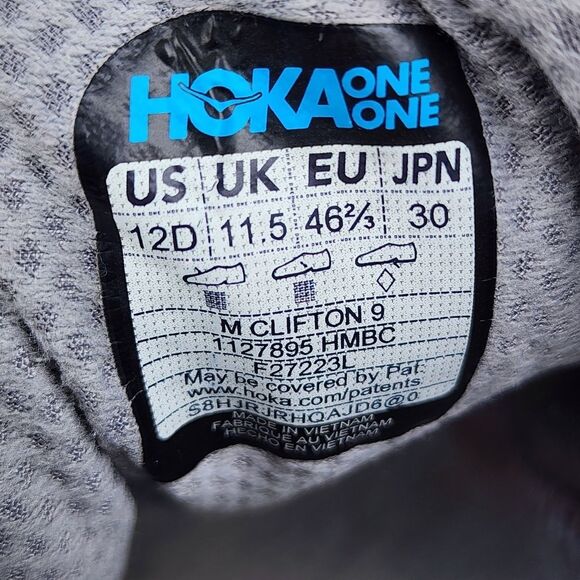 HOKA ONE ONE
US UK EU JPN
12D 11.5 46⅔ 30
M CLIFTON 9
1127895 HMBC
F27223L
May be covered by Pat.
www.hoka.com/patents
S8H1RJRHQAJD6@0
MADE IN VIETNAM
FABRIQUE AU VIETNAM
HECHO EN VIETNAM